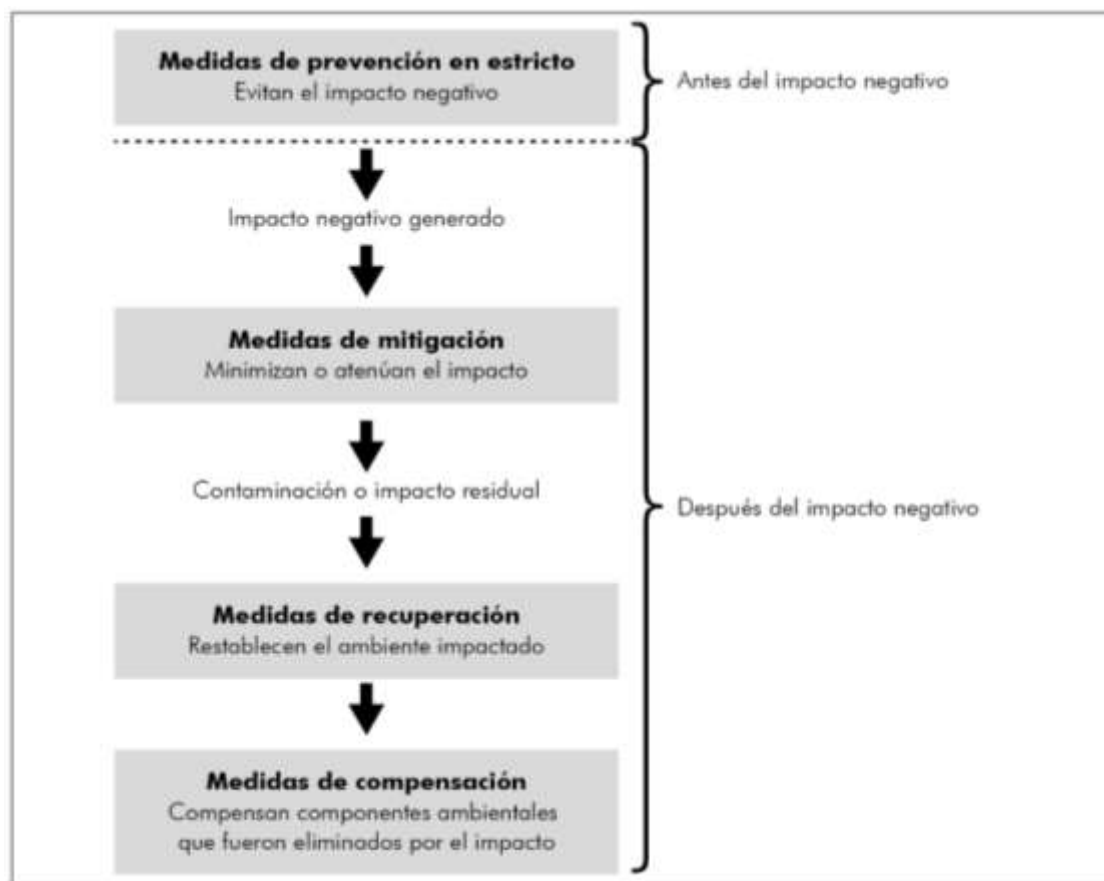 Medidas de prevención en estricto
Evitan el impacto negativo
Antes del impacto negativo
Impacto negativo generado
Medidas de mitigación
Minimizan o atenúan el impacto
Contaminación o impacto residual
Después del impacto negativo
Medidas de recuperación
Restablecen el ambiente impactado
Medidas de compensación
Compensan componentes ambientales
que fueron eliminados por el impacto